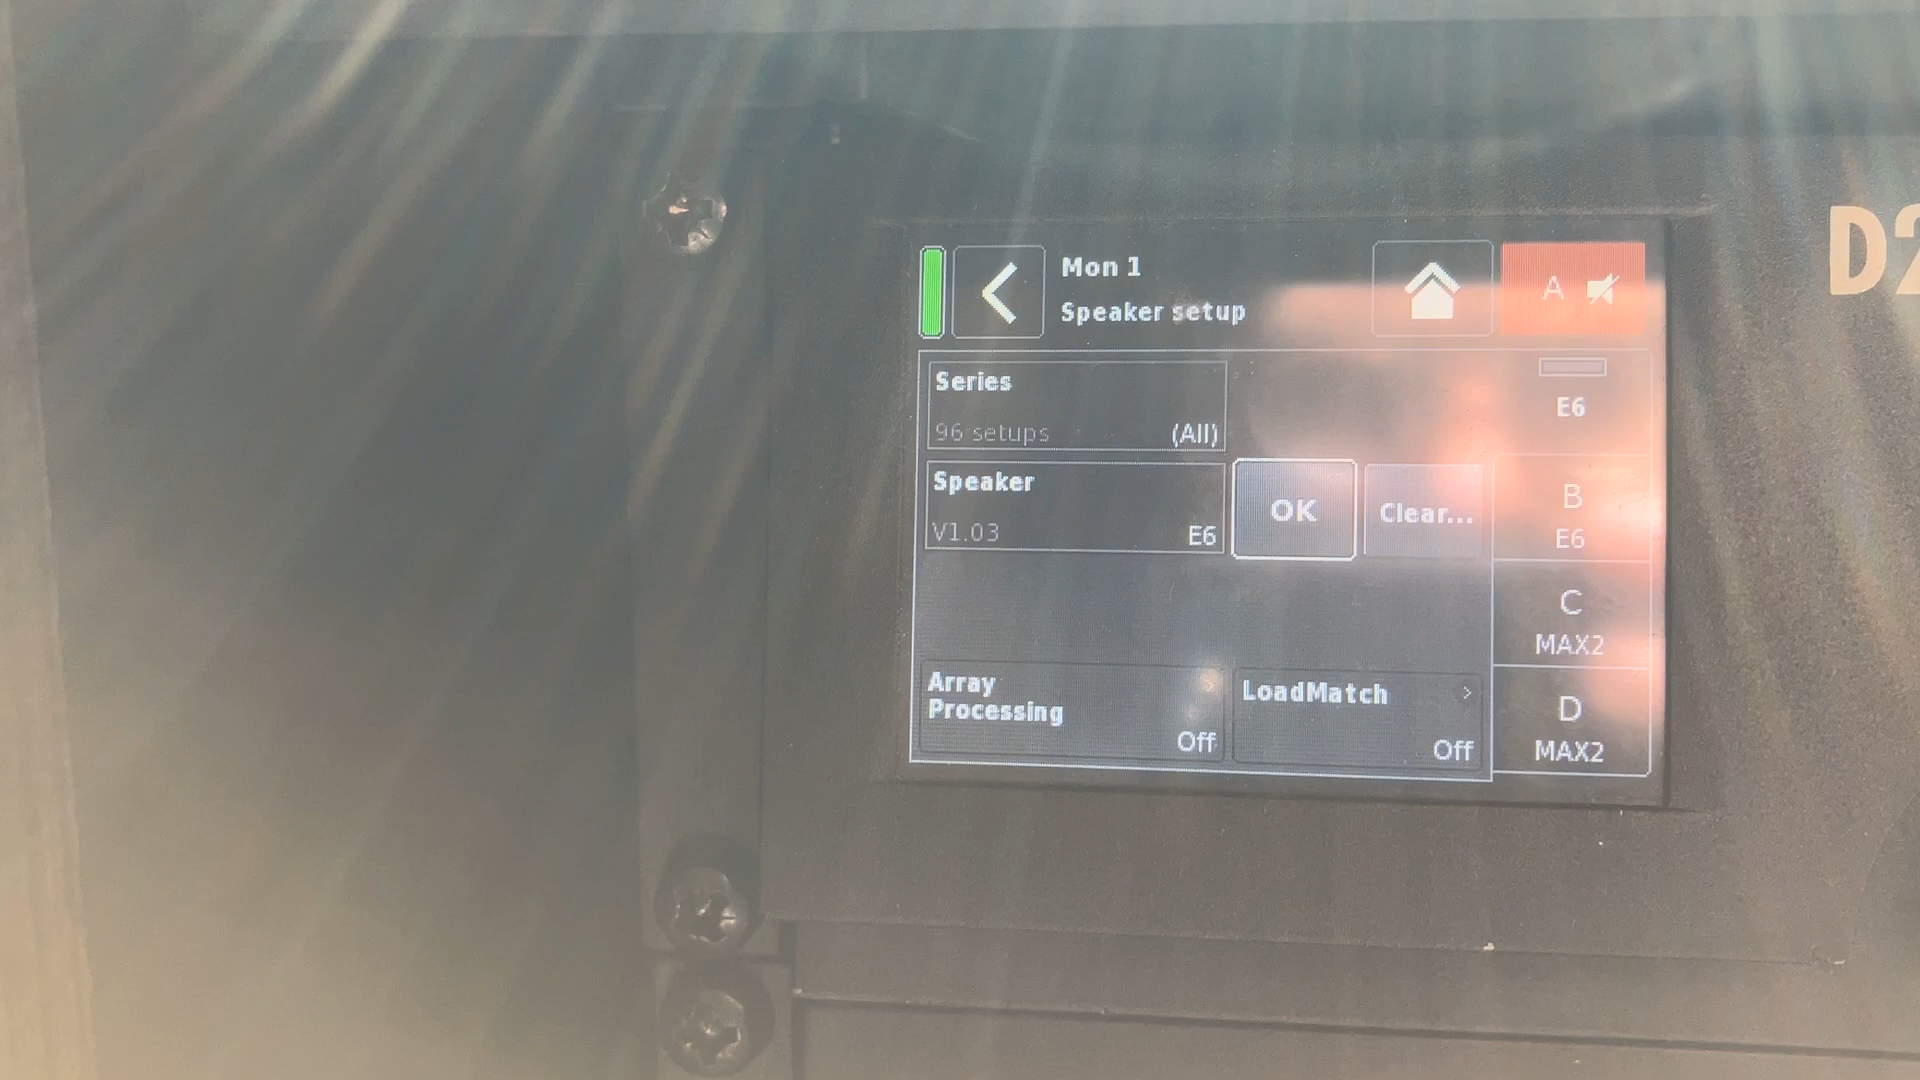 Mon 1
Speaker setup
A
Series
96 setups (All)
E6
Speaker
V1.03 E6
OK
Clear...
B
E6
C
MAX2
Array
Processing
Off
LoadMatch
Off
D
MAX2